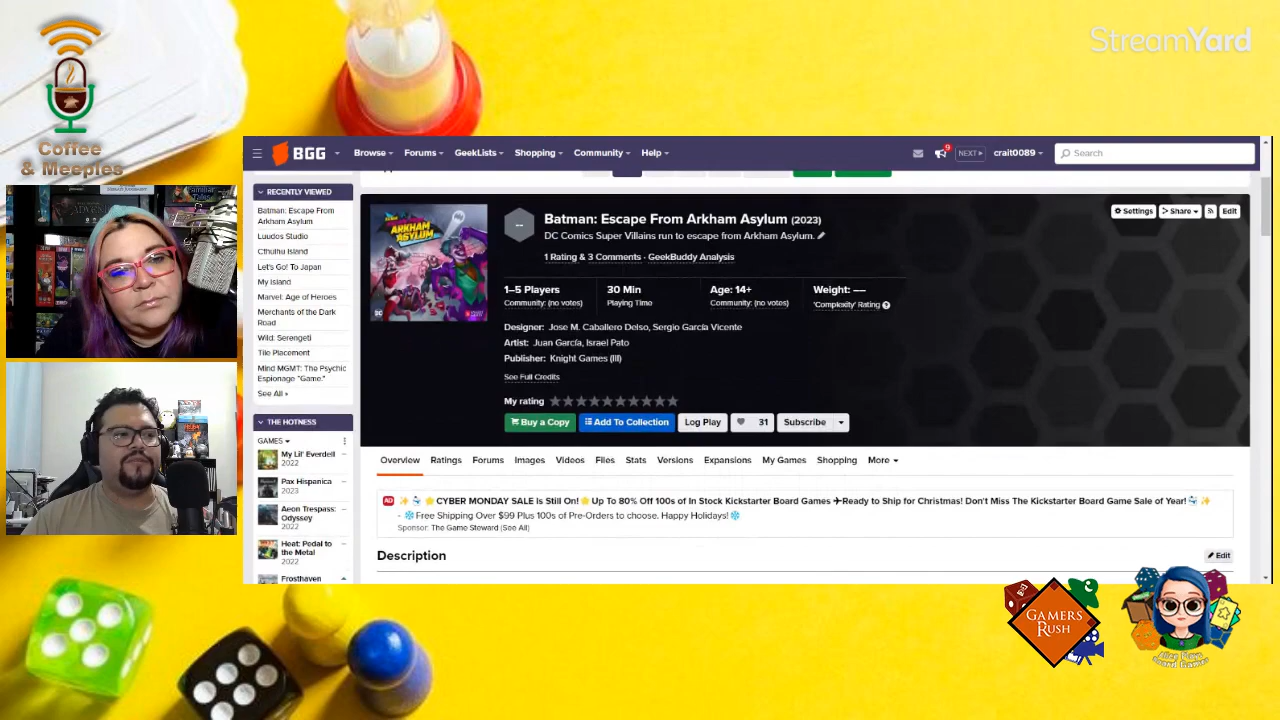 StreamYard
Coffee
& Meeples
BGG
Browse
Forums
GeekLists
Shopping
Community
Help
9
NEXT
crait0089
Search
RECENTLY VIEWED
Batman: Escape From
Arkham Asylum
Luudos Studio
Cthulhu Island
Let's Go! To Japan
My Island
Marvel: Age of Heroes
Merchants of the Dark
Road
Wild: Serengeti
Tile Placement
Mind MGMT: The Psychic
Espionage "Game."
See All »
THE HOTNESS
GAMES
My Lil' Everdell
2022
Pax Hispanica
2023
Aeon Trespass:
Odyssey
2022
Heat: Pedal to
the Metal
2022
Frosthaven
ARKHAM
ASYLUM
--
Batman: Escape From Arkham Asylum (2023)
DC Comics Super Villains run to escape from Arkham Asylum.
1 Rating & 3 Comments · GeekBuddy Analysis
Settings
Share
Edit
1–5 Players
Community: (no votes)
30 Min
Playing Time
Age: 14+
Community: (no votes)
Weight: —
'Complexity' Rating
Designer: Jose M. Caballero Delso, Sergio García Vicente
Artist: Juan García, Israel Pato
Publisher: Knight Games (III)
See Full Credits
My rating
Buy a Copy
Add To Collection
Log Play
31
Subscribe
Overview
Ratings
Forums
Images
Videos
Files
Stats
Versions
Expansions
My Games
Shopping
More
AD
CYBER MONDAY SALE Is Still On! Up To 80% Off 100s of In Stock Kickstarter Board Games Ready to Ship for Christmas! Don't Miss The Kickstarter Board Game Sale of Year!
- Free Shipping Over $99 Plus 100s of Pre-Orders to choose. Happy Holidays!
Sponsor: The Game Steward (See All)
Description
Edit
GAMERS
RUSH
Board Games